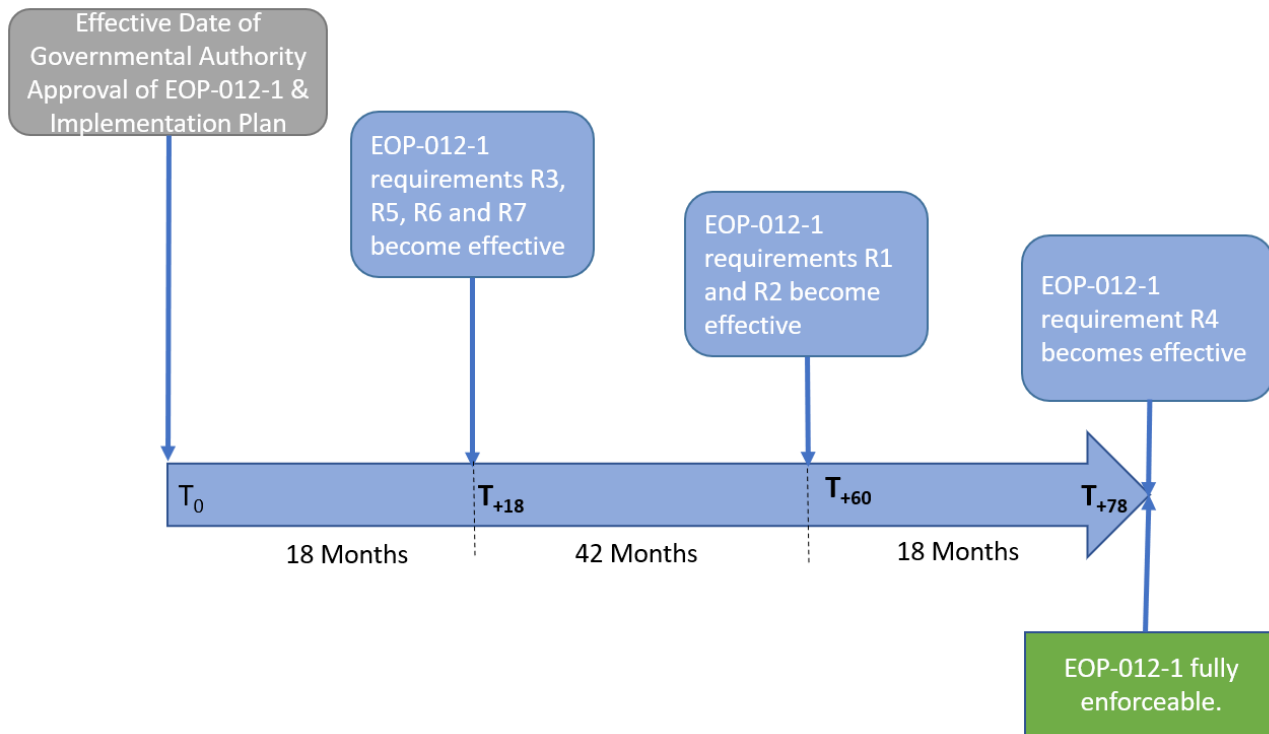 Effective Date of
Governmental Authority
Approval of EOP-012-1 &
Implementation Plan
EOP-012-1
requirements R3,
R5, R6 and R7
become effective
EOP-012-1
requirements R1
and R2 become
effective
EOP-012-1
requirement R4
becomes effective
T0
T+18
T+60
T+78
18 Months
42 Months
18 Months
EOP-012-1 fully
enforceable.